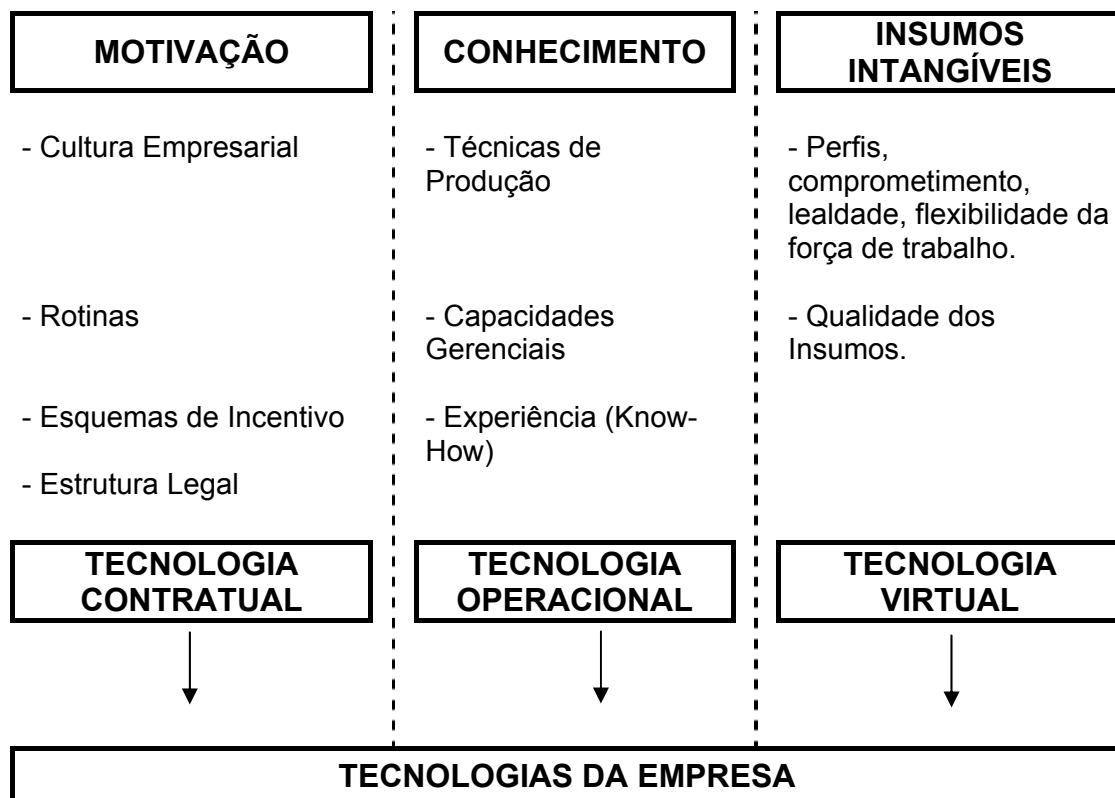 MOTIVAÇÃO
- Cultura Empresarial
- Rotinas
- Esquemas de Incentivo
- Estrutura Legal
TECNOLOGIA
CONTRATUAL
CONHECIMENTO
- Técnicas de
Produção
- Capacidades
Gerenciais
- Experiência (Know-
How)
TECNOLOGIA
OPERACIONAL
INSUMOS
INTANGÍVEIS
- Perfis,
comprometimento,
lealdade, flexibilidade da
força de trabalho.
- Qualidade dos
Insumos.
TECNOLOGIA
VIRTUAL
TECNOLOGIAS DA EMPRESA